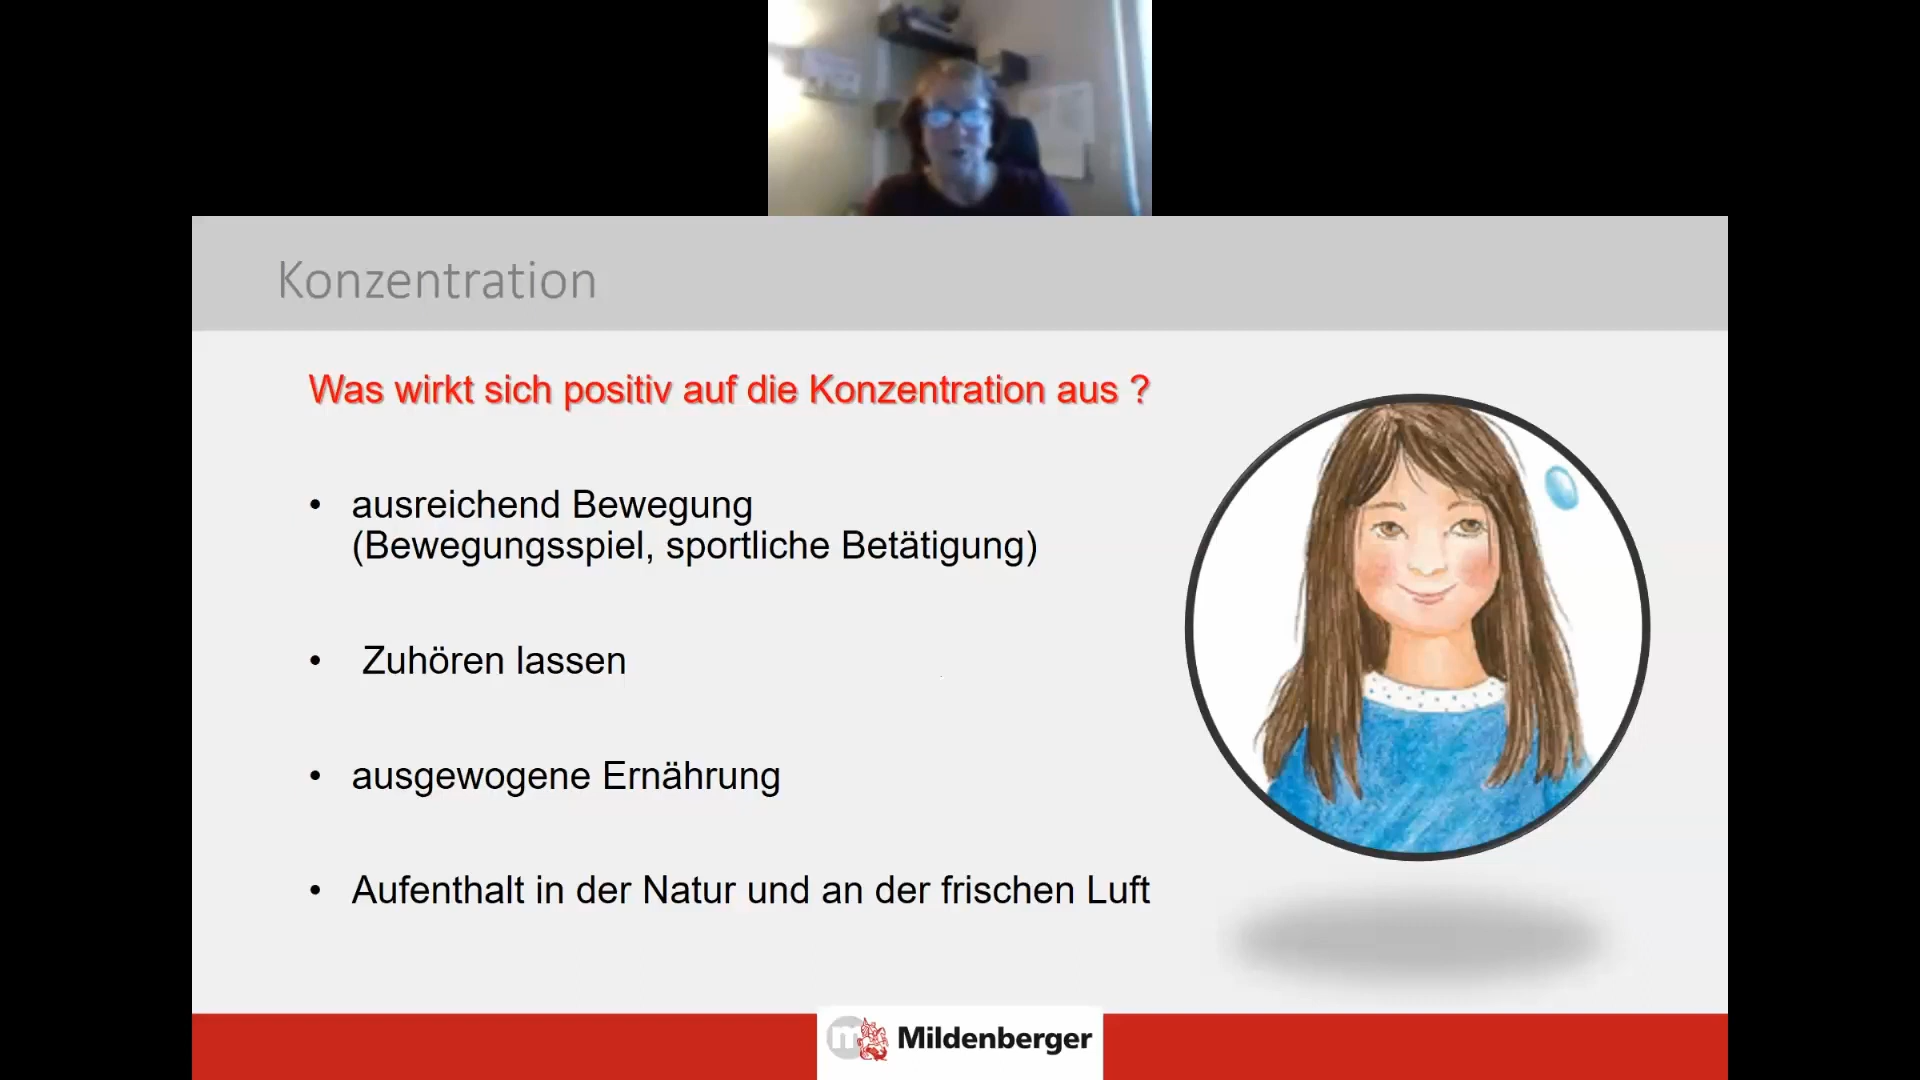 Konzentration
Was wirkt sich positiv auf die Konzentration aus ?
• ausreichend Bewegung
(Bewegungsspiel, sportliche Betätigung)
• Zuhören lassen
• ausgewogene Ernährung
• Aufenthalt in der Natur und an der frischen Luft
m Mildenberger